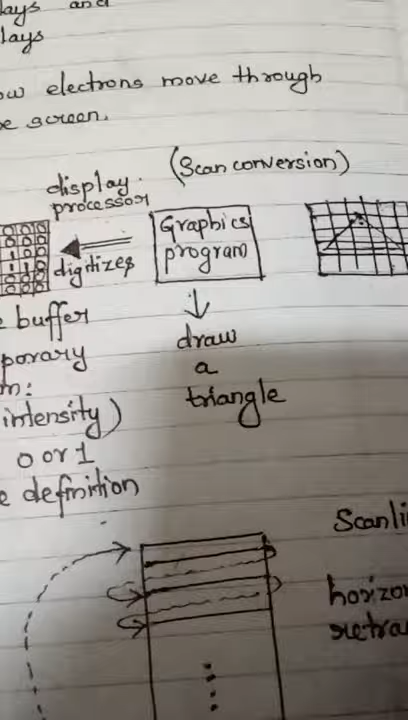 and
lays
ow electrons move through
e screen.
(Scan conversion)
display
processor
digitizes
Graphics
program
e buffer
porary
m:
intensity)
0 or 1
e definition
draw
a
triangle
Scanli
horizo
retra